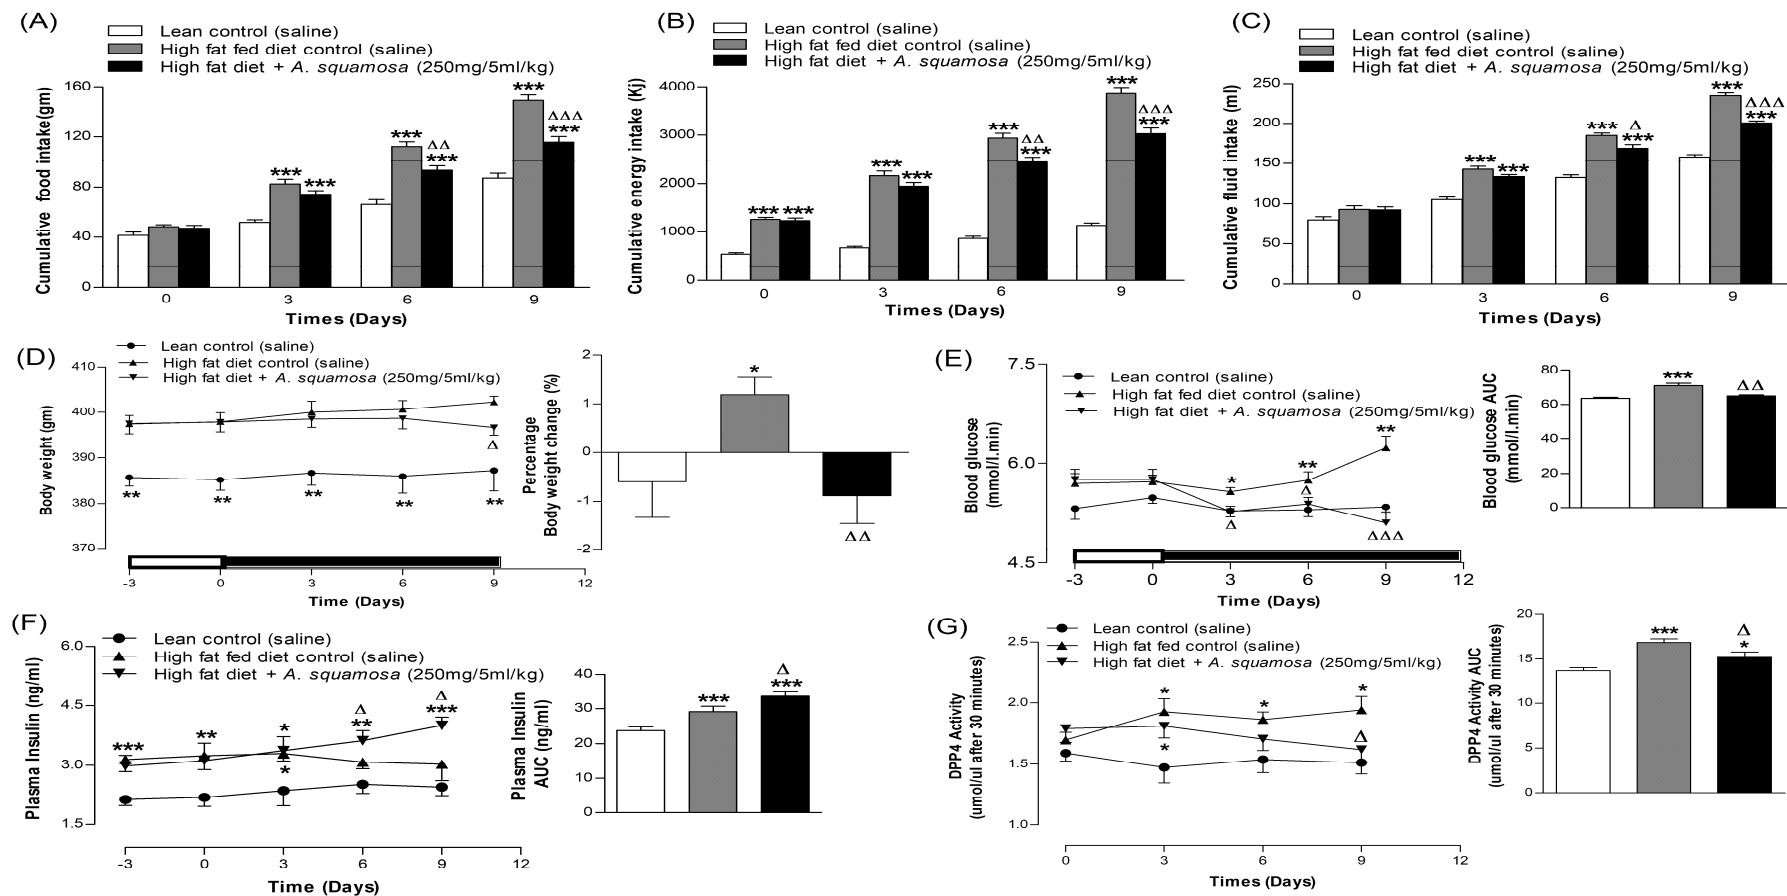 (A)
Lean control (saline)
High fat fed diet control (saline)
High fat diet + A. squamosa (250mg/5ml/kg)
Cumulative food intake(gm)
160
120
80
40
0
***
***
***
ΔΔ
***
***
ΔΔΔ
***
0 3 6 9
Times (Days)
(B)
Lean control (saline)
High fat fed diet control (saline)
High fat diet + A. squamosa (250mg/5ml/kg)
Cumulative energy intake (Kj)
4000
3000
2000
1000
0
*** ***
***
***
***
ΔΔ
***
***
ΔΔΔ
***
0 3 6 9
Times (Days)
(C)
Lean control (saline)
High fat fed diet control (saline)
High fat diet + A. squamosa (250mg/5ml/kg)
Cumulative fluid intake (ml)
250
200
150
100
50
0
***
***
***
Δ
***
***
ΔΔΔ
***
0 3 6 9
Times (Days)
(D)
Lean control (saline)
High fat diet control (saline)
High fat diet + A. squamosa (250mg/5ml/kg)
Body weight (gm)
410
400
390
380
370
Δ
** ** ** ** **
-3 0 3 6 9 12
Time (Days)
Percentage
Body weight change (%)
2
1
0
-1
-2
*
ΔΔ
(E)
Lean control (saline)
High fat fed diet control (saline)
High fat diet + A. squamosa (250mg/5ml/kg)
Blood glucose
(mmol/l.min)
7.5
6.0
4.5
*
**
**
Δ
Δ
ΔΔΔ
-3 0 3 6 9 12
Time (Days)
Blood glucose AUC
(mmol/l.min)
80
60
40
20
0
***
ΔΔ
(F)
Lean control (saline)
High fat fed diet control (saline)
High fat diet + A. squamosa (250mg/5ml/kg)
Plasma Insulin (ng/ml)
6.0
4.5
3.0
1.5
***
**
*
*
Δ
**
Δ
***
-3 0 3 6 9 12
Time (Days)
Plasma Insulin
AUC (ng/ml)
40
30
20
10
0
***
Δ
***
(G)
Lean control (saline)
High fat fed control (saline)
High fat diet + A. squamosa (250mg/5ml/kg)
DPP4 Activity
(umol/ul after 30 minutes)
2.5
2.0
1.5
1.0
*
*
*
*
Δ
0 3 6 9 12
Times (Days)
DPP4 Activity AUC
(umol/ul after 30 minutes)
20
15
10
5
0
***
Δ
*